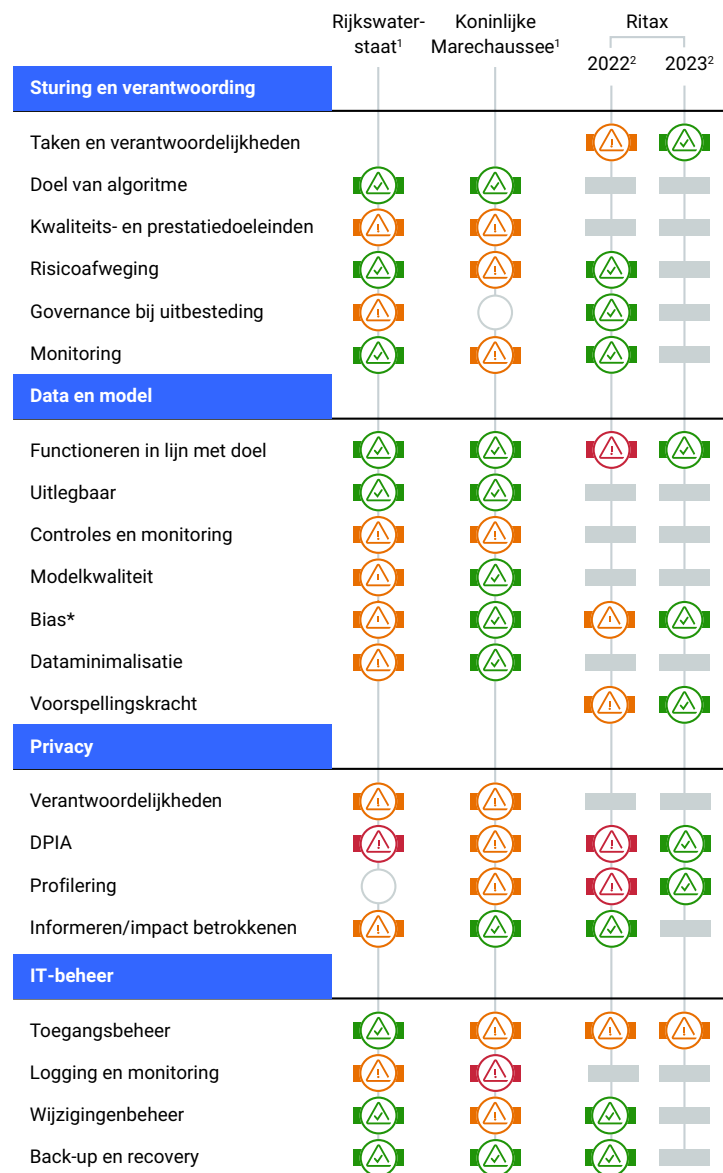 Rijkswater-
staat¹
Koninlijke
Marechaussee¹
Ritax
2022²
2023²
Sturing en verantwoording
Taken en verantwoordelijkheden
Doel van algoritme
Kwaliteits- en prestatiedoeleinden
Risicoafweging
Governance bij uitbesteding
Monitoring
Data en model
Functioneren in lijn met doel
Uitlegbaar
Controles en monitoring
Modelkwaliteit
Bias*
Dataminimalisatie
Voorspellingskracht
Privacy
Verantwoordelijkheden
DPIA
Profilering
Informeren/impact betrokkenen
IT-beheer
Toegangsbeheer
Logging en monitoring
Wijzigingenbeheer
Back-up en recovery